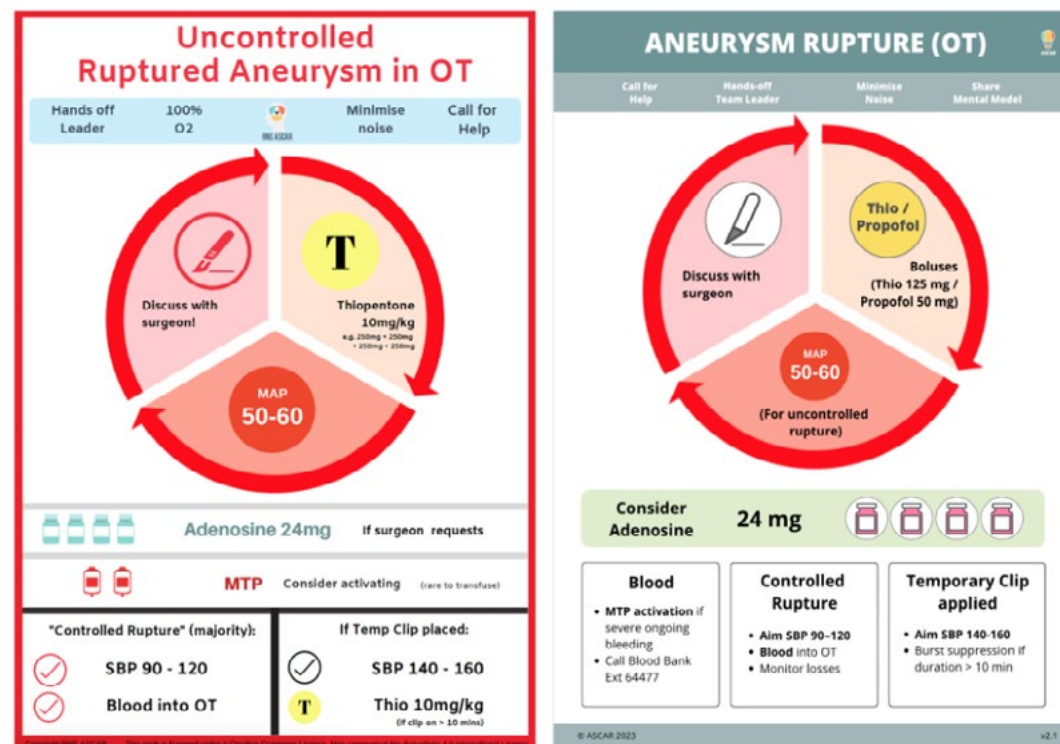 Uncontrolled
Ruptured Aneurysm in OT
Hands off
Leader
100%
O2
RNS ASCAR
Minimise
noise
Call for
Help
Discuss with
surgeon!
T
Thiopentone
10mg/kg
e.g. 250mg + 250mg
+ 250mg + 250mg
MAP
50-60
Adenosine 24mg
If surgeon requests
MTP
Consider activating
(rare to transfuse)
"Controlled Rupture" (majority):
SBP 90 - 120
Blood into OT
If Temp Clip placed:
SBP 140 - 160
T
Thio 10mg/kg
(If clip on > 10 mins)
ANEURYSM RUPTURE (OT)
ASCAR
Call for
Help
Hands-off
Team Leader
Minimise
Noise
Share
Mental Model
Discuss with
surgeon
Thio /
Propofol
Boluses
(Thio 125 mg /
Propofol 50 mg)
MAP
50-60
(For uncontrolled
rupture)
Consider
Adenosine
24 mg
Blood
• MTP activation if
severe ongoing
bleeding
• Call Blood Bank
Ext 64477
Controlled
Rupture
• Aim SBP 90–120
• Blood into OT
• Monitor losses
Temporary Clip
applied
• Aim SBP 140-160
• Burst suppression if
duration > 10 min
© ASCAR 2023
v2.1